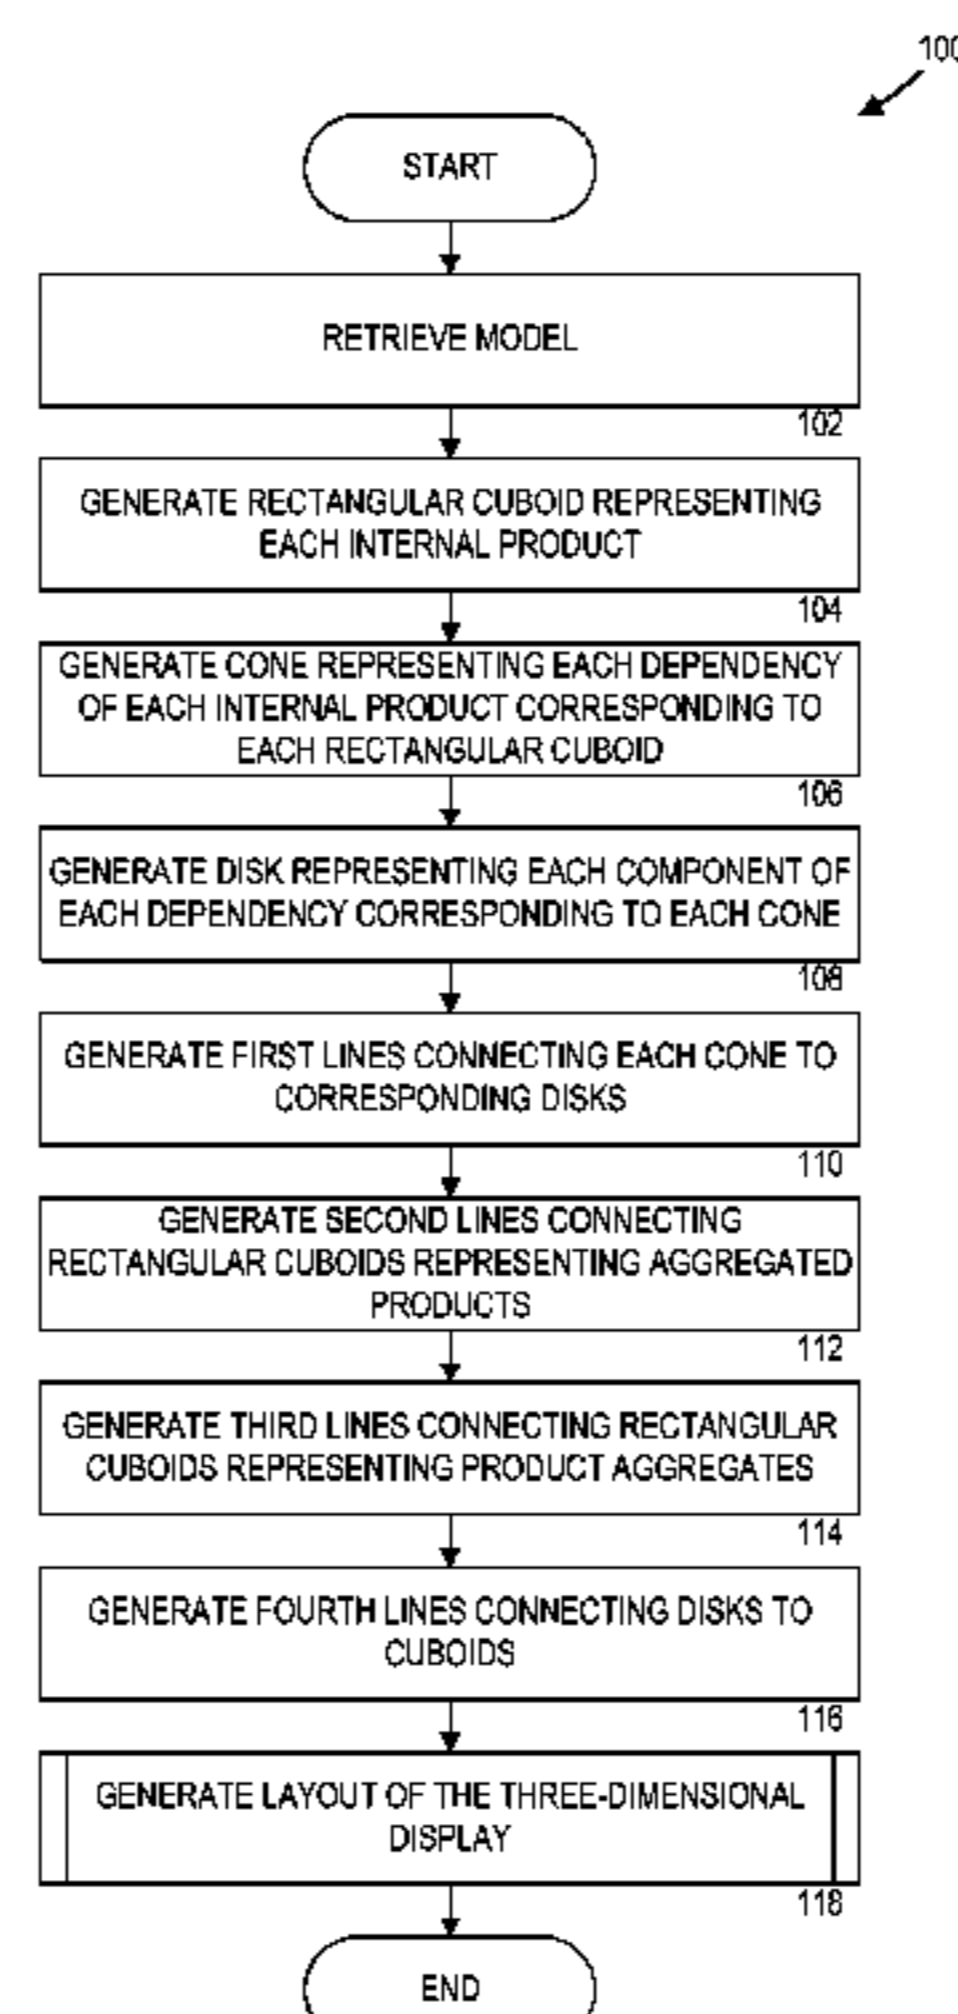 100
START
RETRIEVE MODEL
102
GENERATE RECTANGULAR CUBOID REPRESENTING
EACH INTERNAL PRODUCT
104
GENERATE CONE REPRESENTING EACH DEPENDENCY
OF EACH INTERNAL PRODUCT CORRESPONDING TO
EACH RECTANGULAR CUBOID
106
GENERATE DISK REPRESENTING EACH COMPONENT OF
EACH DEPENDENCY CORRESPONDING TO EACH CONE
108
GENERATE FIRST LINES CONNECTING EACH CONE TO
CORRESPONDING DISKS
110
GENERATE SECOND LINES CONNECTING
RECTANGULAR CUBOIDS REPRESENTING AGGREGATED
PRODUCTS
112
GENERATE THIRD LINES CONNECTING RECTANGULAR
CUBOIDS REPRESENTING PRODUCT AGGREGATES
114
GENERATE FOURTH LINES CONNECTING DISKS TO
CUBOIDS
116
GENERATE LAYOUT OF THE THREE-DIMENSIONAL
DISPLAY
118
END